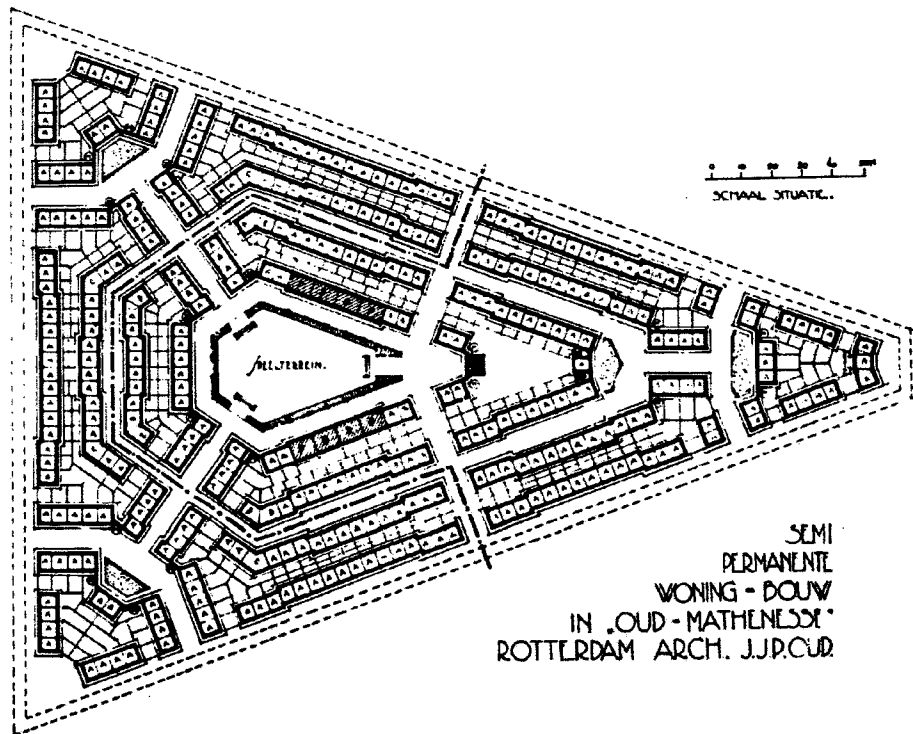 SCHAAL SITUATIE..
SPEELTERREIN.
SEMI
PERMANENTE
WONING - BOUW
IN „OUD - MATHENESSE"
ROTTERDAM ARCH. J.J.P.OUD.